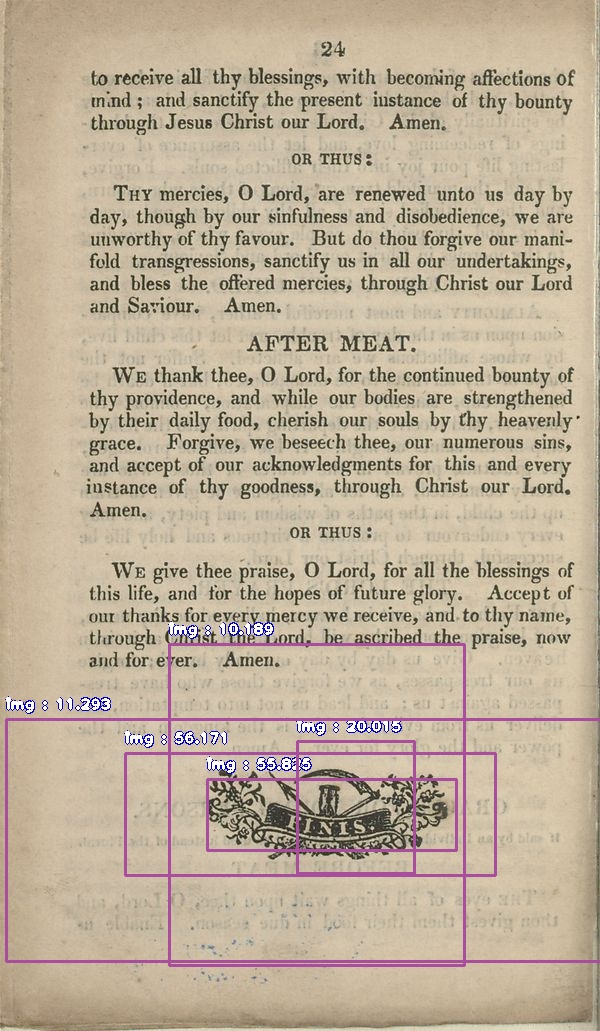 24
to receive all thy blessings, with becoming affections of
mind; and sanctify the present instance of thy bounty
through Jesus Christ our Lord. Amen.
OR THUS:
THY mercies, O Lord, are renewed unto us day by
day, though by our sinfulness and disobedience, we are
unworthy of thy favour. But do thou forgive our mani-
fold transgressions, sanctify us in all our undertakings,
and bless the offered mercies, through Christ our Lord
and Saviour. Amen.
AFTER MEAT.
WE thank thee, O Lord, for the continued bounty of
thy providence, and while our bodies are strengthened
by their daily food, cherish our souls by thy heavenly
grace. Forgive, we beseech thee, our numerous sins,
and accept of our acknowledgments for this and every
instance of thy goodness, through Christ our Lord.
Amen.
OR THUS:
WE give thee praise, O Lord, for all the blessings of
this life, and for the hopes of future glory. Accept of
our thanks for every mercy we receive, and to thy name,
through Christ the Lord, be ascribed the praise, now
img : 10.189
and for ever. Amen.
img : 11.293
img : 20.015
img : 56.171
img : 55.835
FINIS.